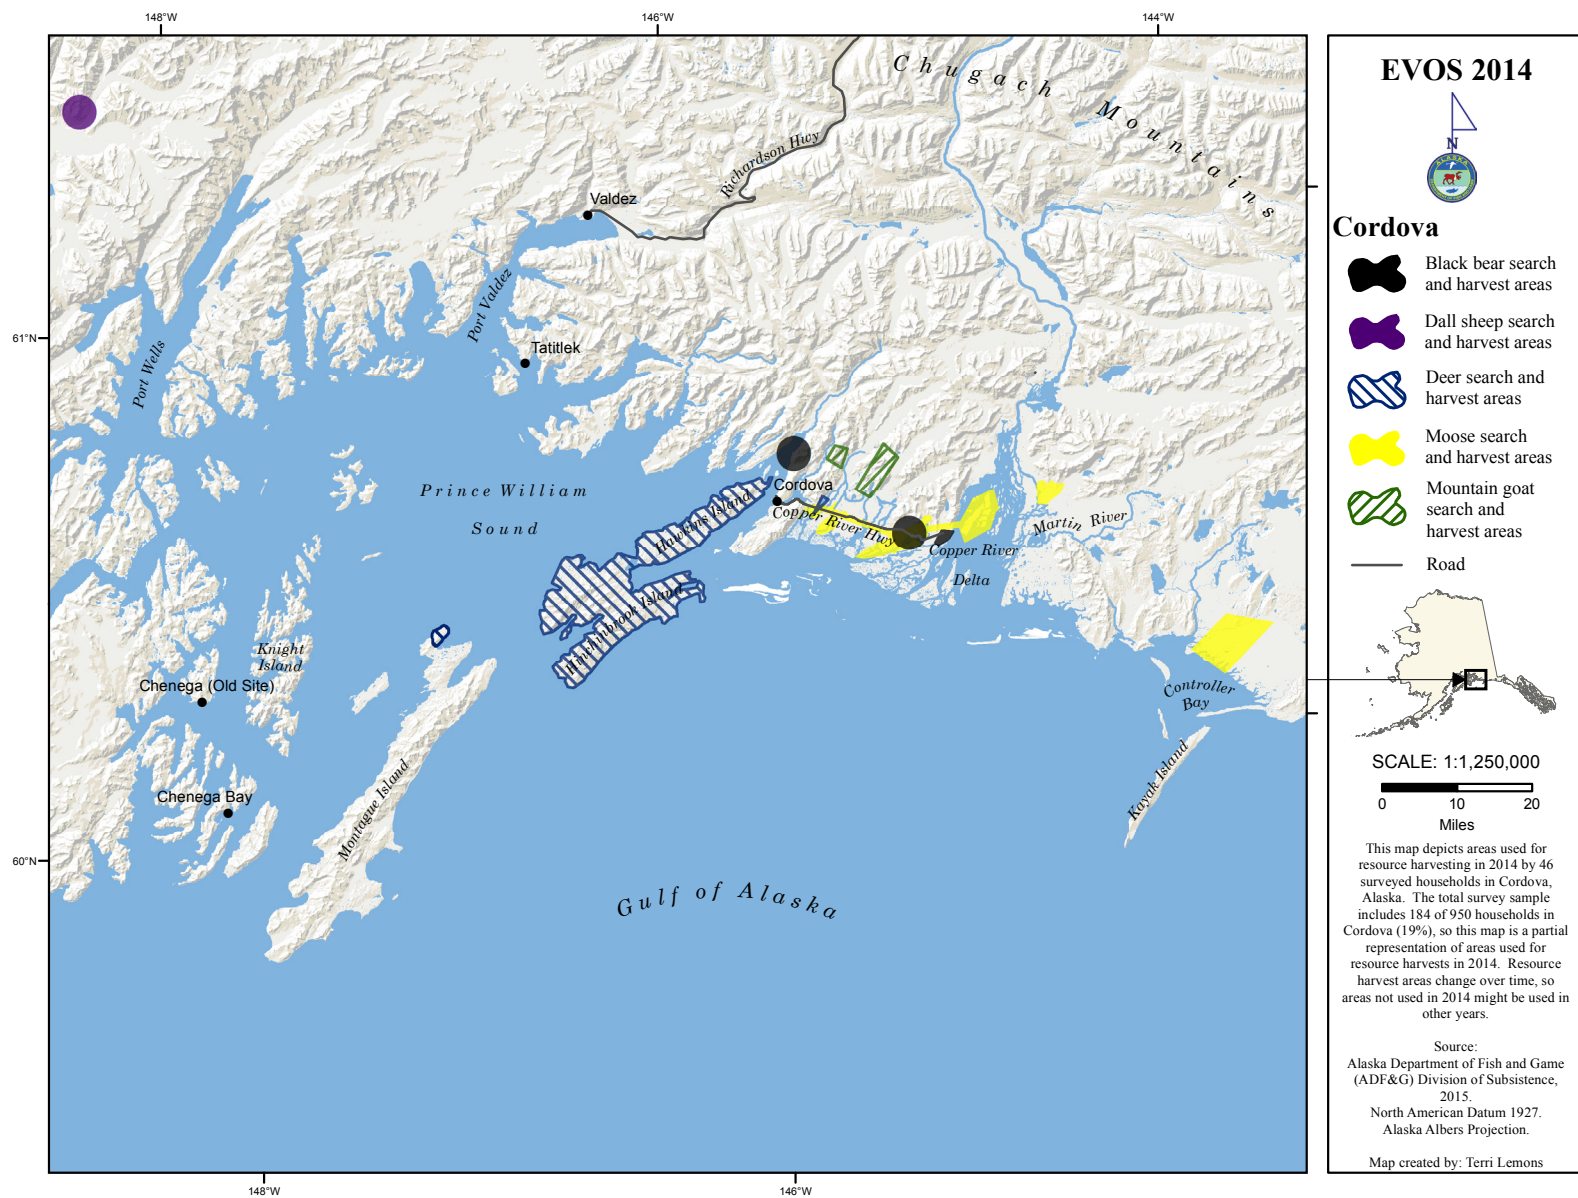 148°W
146°W
144°W
Chugach Mountains
Richardson Hwy
Valdez
Port Valdez
61°N
Tatitlek
Port Wells
Prince William
Sound
Cordova
Hawkins Island
Copper River Hwy
Martin River
Copper River
Delta
Hinchinbrook Island
Knight
Island
Chenega (Old Site)
Controller
Bay
Chenega Bay
Montague Island
Kayak Island
60°N
Gulf of Alaska
148°W
146°W
EVOS 2014
N
ALASKA
Cordova
Black bear search
and harvest areas
Dall sheep search
and harvest areas
Deer search and
harvest areas
Moose search
and harvest areas
Mountain goat
search and
harvest areas
Road
SCALE: 1:1,250,000
0 10 20
Miles
This map depicts areas used for
resource harvesting in 2014 by 46
surveyed households in Cordova,
Alaska. The total survey sample
includes 184 of 950 households in
Cordova (19%), so this map is a partial
representation of areas used for
resource harvests in 2014. Resource
harvest areas change over time, so
areas not used in 2014 might be used in
other years.
Source:
Alaska Department of Fish and Game
(ADF&G) Division of Subsistence,
2015.
North American Datum 1927.
Alaska Albers Projection.
Map created by: Terri Lemons